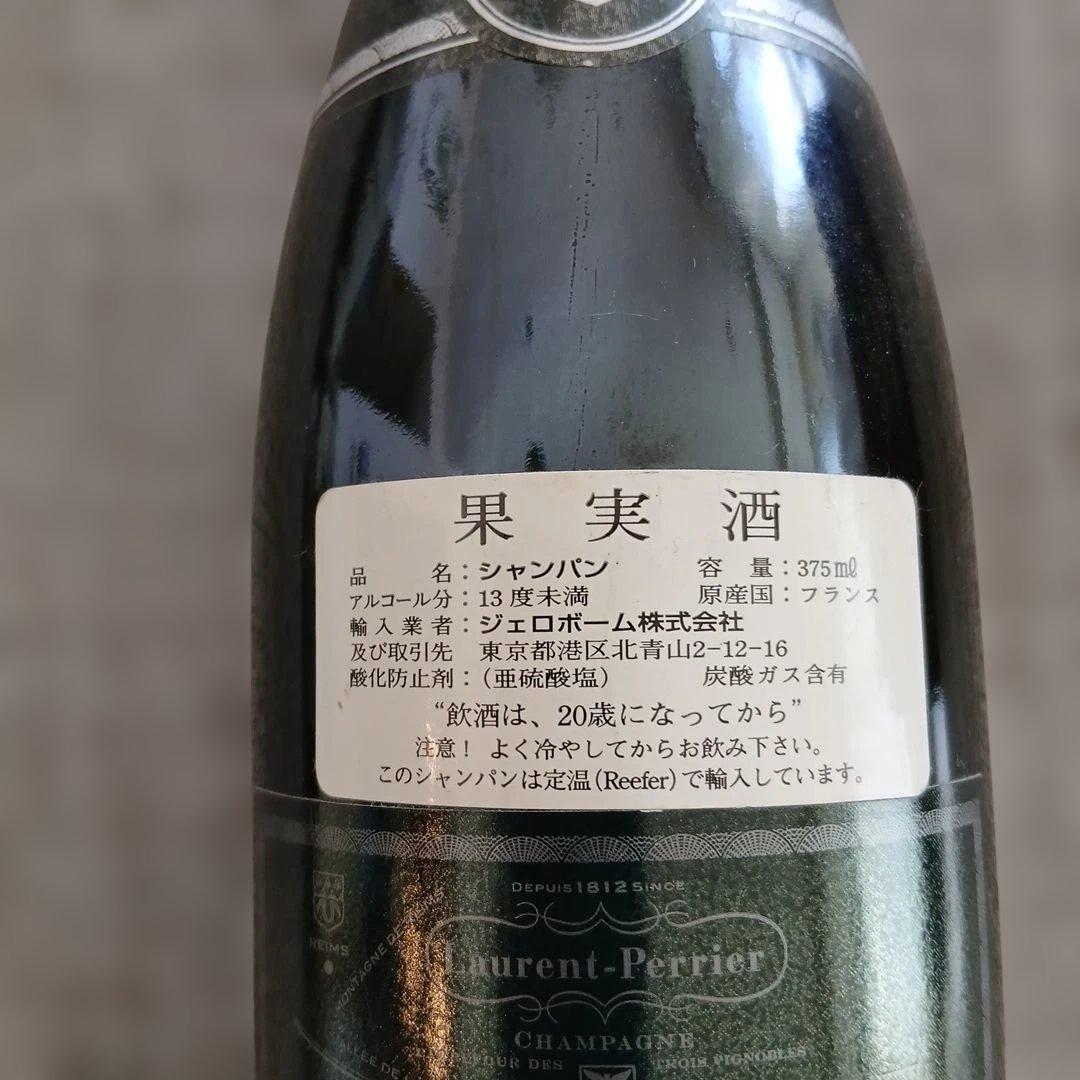 果実酒
品名：シャンパン 容量：375mℓ
アルコール分：13度未満 原産国：フランス
輸入業者：ジェロボーム株式会社
及び取引先 東京都港区北青山2-12-16
酸化防止剤：（亜硫酸塩） 炭酸ガス含有
“飲酒は、20歳になってから”
注意！よく冷やしてからお飲み下さい。
このシャンパンは定温（Reefer）で輸入しています。
DEPUIS 1812 SINCE
REIMS
MONTAGNE DE REIMS
Laurent-Perrier
CHAMPAGNE
DES TROIS VIGNOBLES